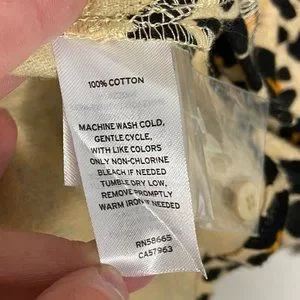 100% COTTON
MACHINE WASH COLD,
GENTLE CYCLE,
WITH LIKE COLORS
ONLY NON-CHLORINE
BLEACH IF NEEDED
TUMBLE DRY LOW,
REMOVE PROMPTLY
WARM IRON IF NEEDED
RN58665
CA57963